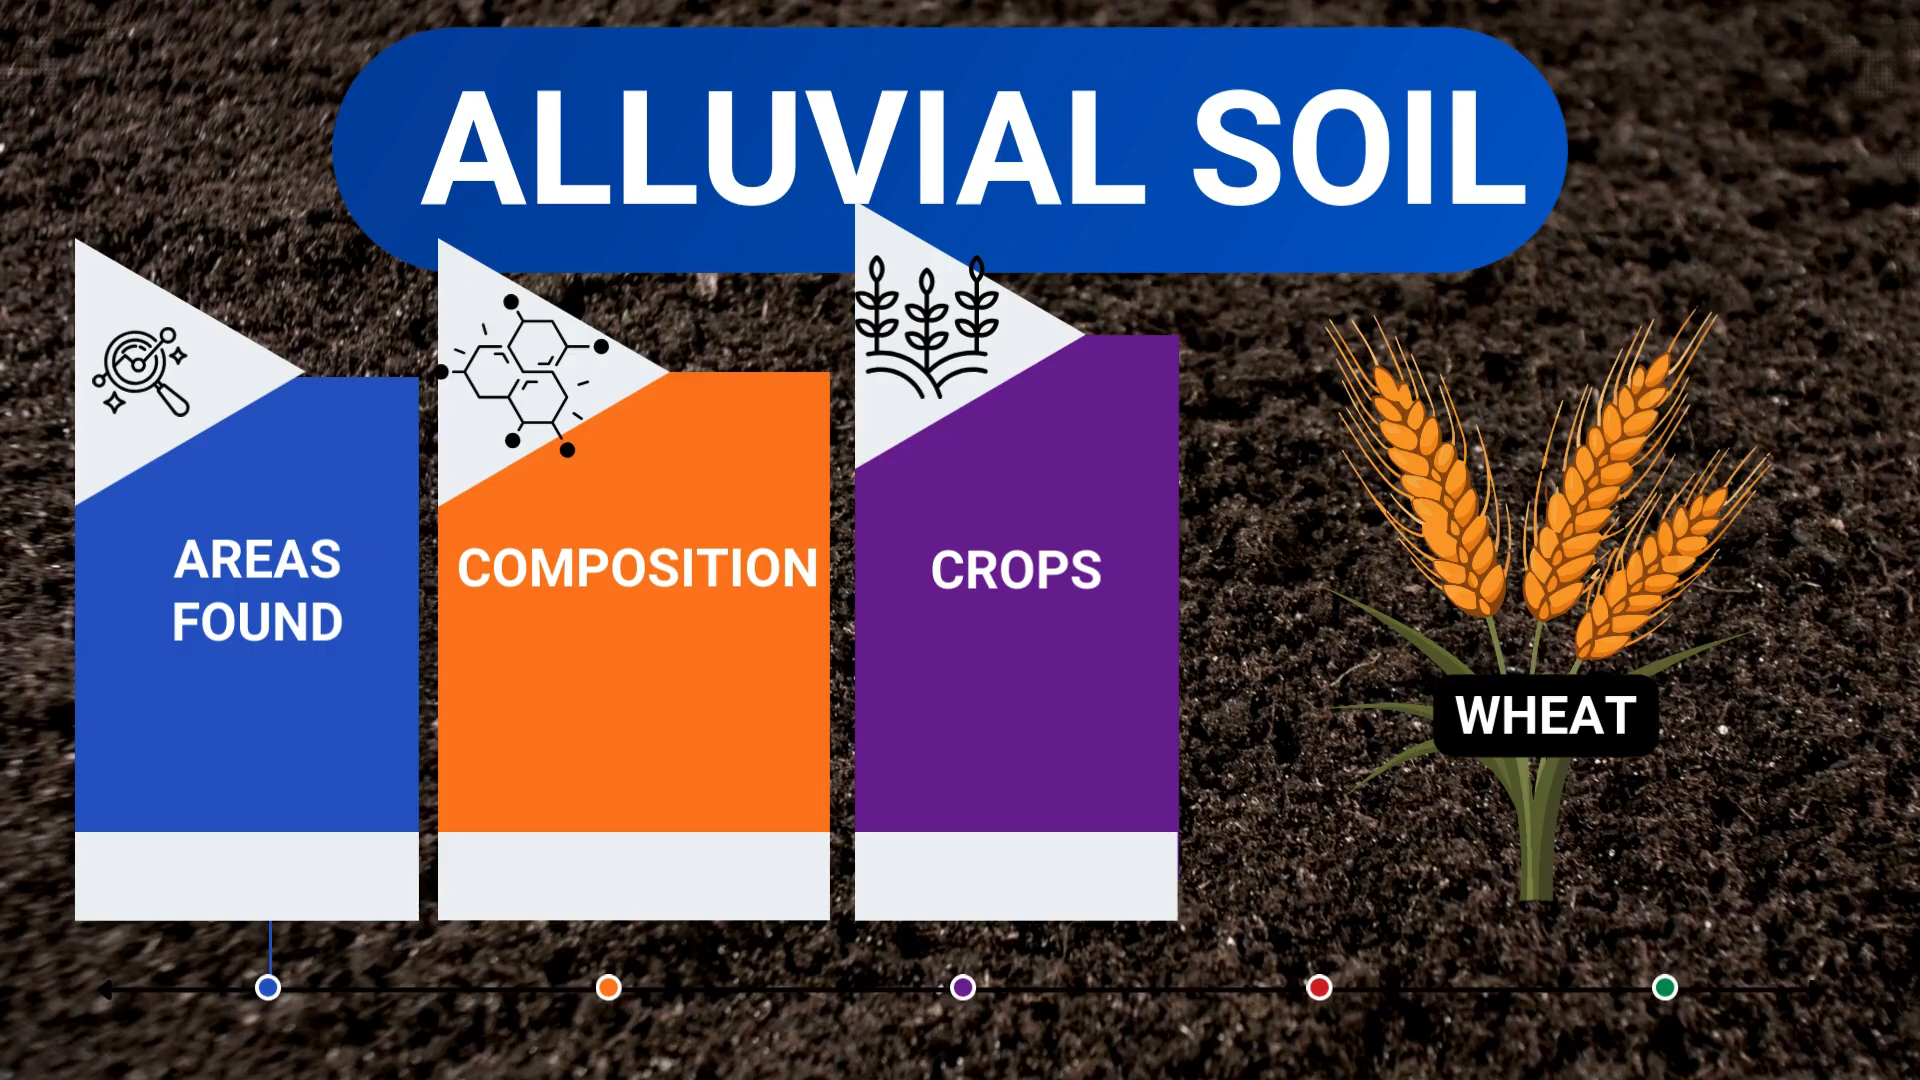 ALLUVIAL SOIL
AREAS
FOUND
COMPOSITION
CROPS
WHEAT